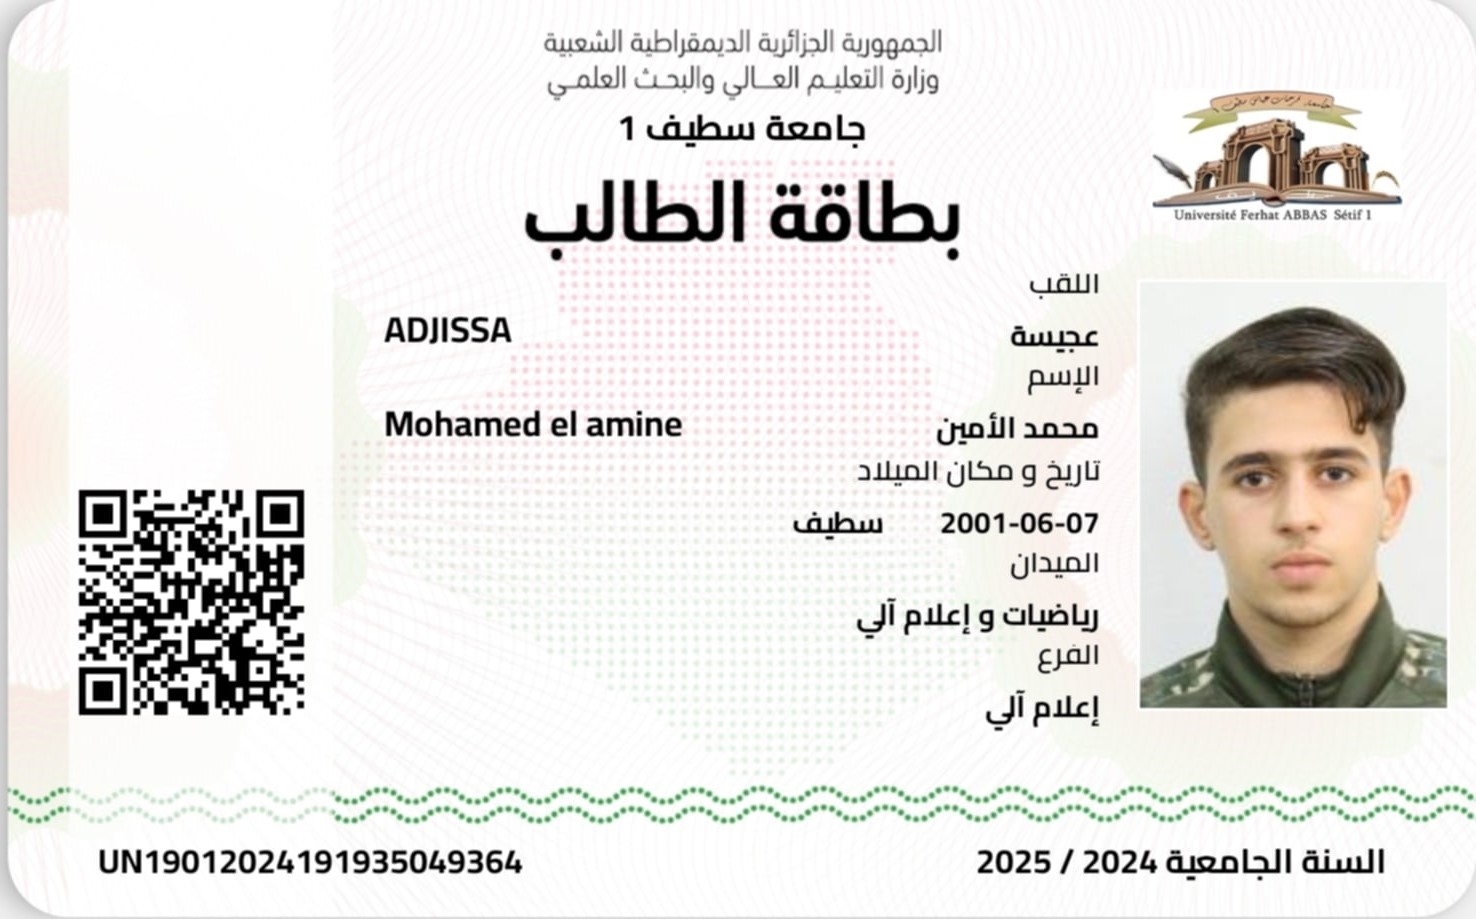 الجمهورية الجزائرية الديمقراطية الشعبية
وزارة التعليم العالي والبحث العلمي
جامعة سطيف 1
بطاقة الطالب
Université Ferhat ABBAS Sétif 1
اللقب
عجيسة ADJISSA
الإسم
محمد الأمين Mohamed el amine
تاريخ و مكان الميلاد
2001-06-07 سطيف
الميدان
رياضيات و إعلام آلي
الفرع
إعلام آلي
السنة الجامعية 2024 / 2025
UN19012024191935049364